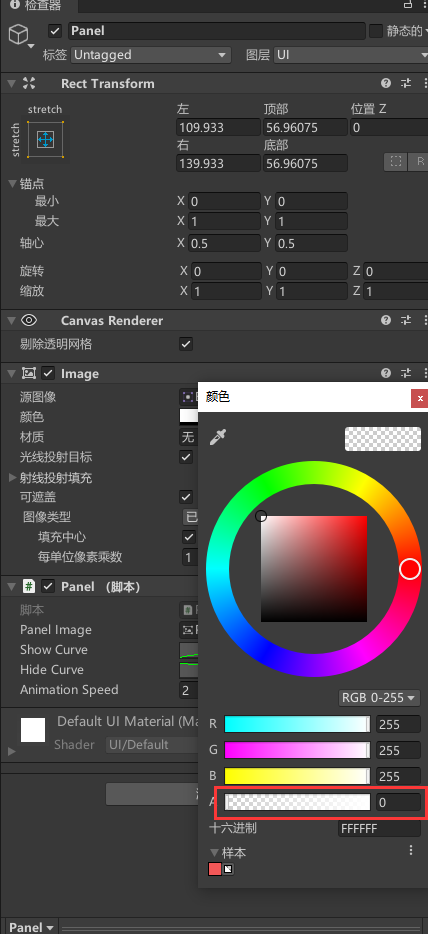 检查器
Panel 静态的
标签 Untagged 图层 UI
Rect Transform
stretch
stretch
左 顶部 位置 Z
109.933 56.96075 0
右 底部
139.933 56.96075 R
锚点
最小 X 0 Y 0
最大 X 1 Y 1
轴心 X 0.5 Y 0.5
旋转 X 0 Y 0 Z 0
缩放 X 1 Y 1 Z 1
Canvas Renderer
剔除透明网格
Image
源图像
颜色
材质 无
光线投射目标
射线投射填充
可遮盖
图像类型 已
填充中心
每单位像素乘数 1
Panel （脚本）
脚本
Panel Image
Show Curve
Hide Curve
Animation Speed 2
Default UI Material (Ma
Shader UI/Default
颜色 x
RGB 0-255
R 255
G 255
B 255
A 0
十六进制 FFFFFF
样本
Panel